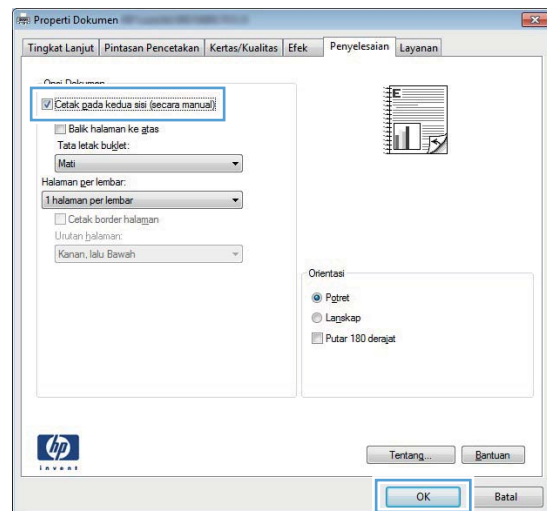 Properti Dokumen
Tingkat Lanjut Pintasan Pencetakan Kertas/Kualitas Efek Penyelesaian Layanan
Opsi Dokumen
Cetak pada kedua sisi (secara manual)
Balik halaman ke atas
Tata letak buklet:
Mati
Halaman per lembar:
1 halaman per lembar
Cetak border halaman
Urutan halaman:
Kanan, lalu Bawah
E
Orientasi
Potret
Lanskap
Putar 180 derajat
hp
invent
Tentang... Bantuan
OK Batal